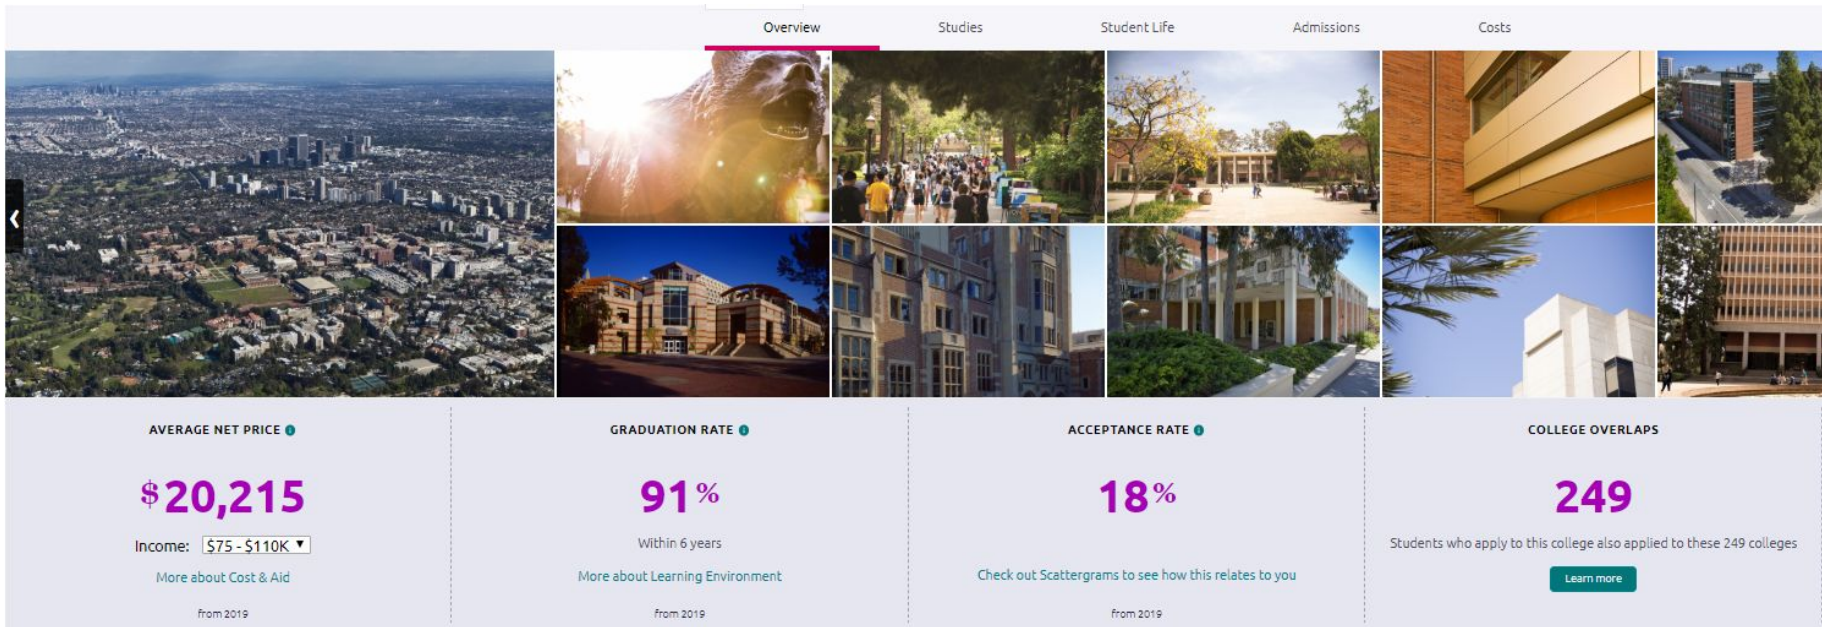 Overview Studies Student Life Admissions Costs
AVERAGE NET PRICE
$20,215
Income: $75 - $110K
More about Cost & Aid
from 2019
GRADUATION RATE
91%
Within 6 years
More about Learning Environment
from 2019
ACCEPTANCE RATE
18%
Check out Scattergrams to see how this relates to you
from 2019
COLLEGE OVERLAPS
249
Students who apply to this college also applied to these 249 colleges
Learn more